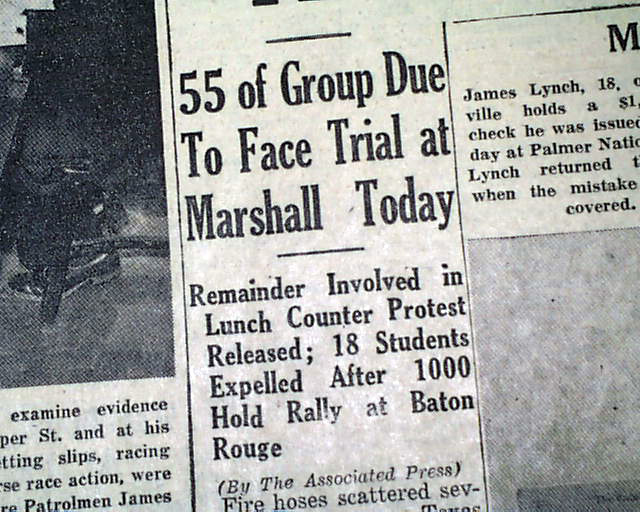 55 of Group Due
To Face Trial at
Marshall Today
Remainder Involved in
Lunch Counter Protest
Released; 18 Students
Expelled After 1000
Hold Rally at Baton
Rouge
(By The Associated Press)
Fire hoses scattered sev-
Texas
examine evidence
per St. and at his
tting slips, racing
se race action, were
re Patrolmen James
M
James Lynch, 18, o
ville holds a $1,
check he was issued
day at Palmer Natio
Lynch returned t
when the mistake
covered.